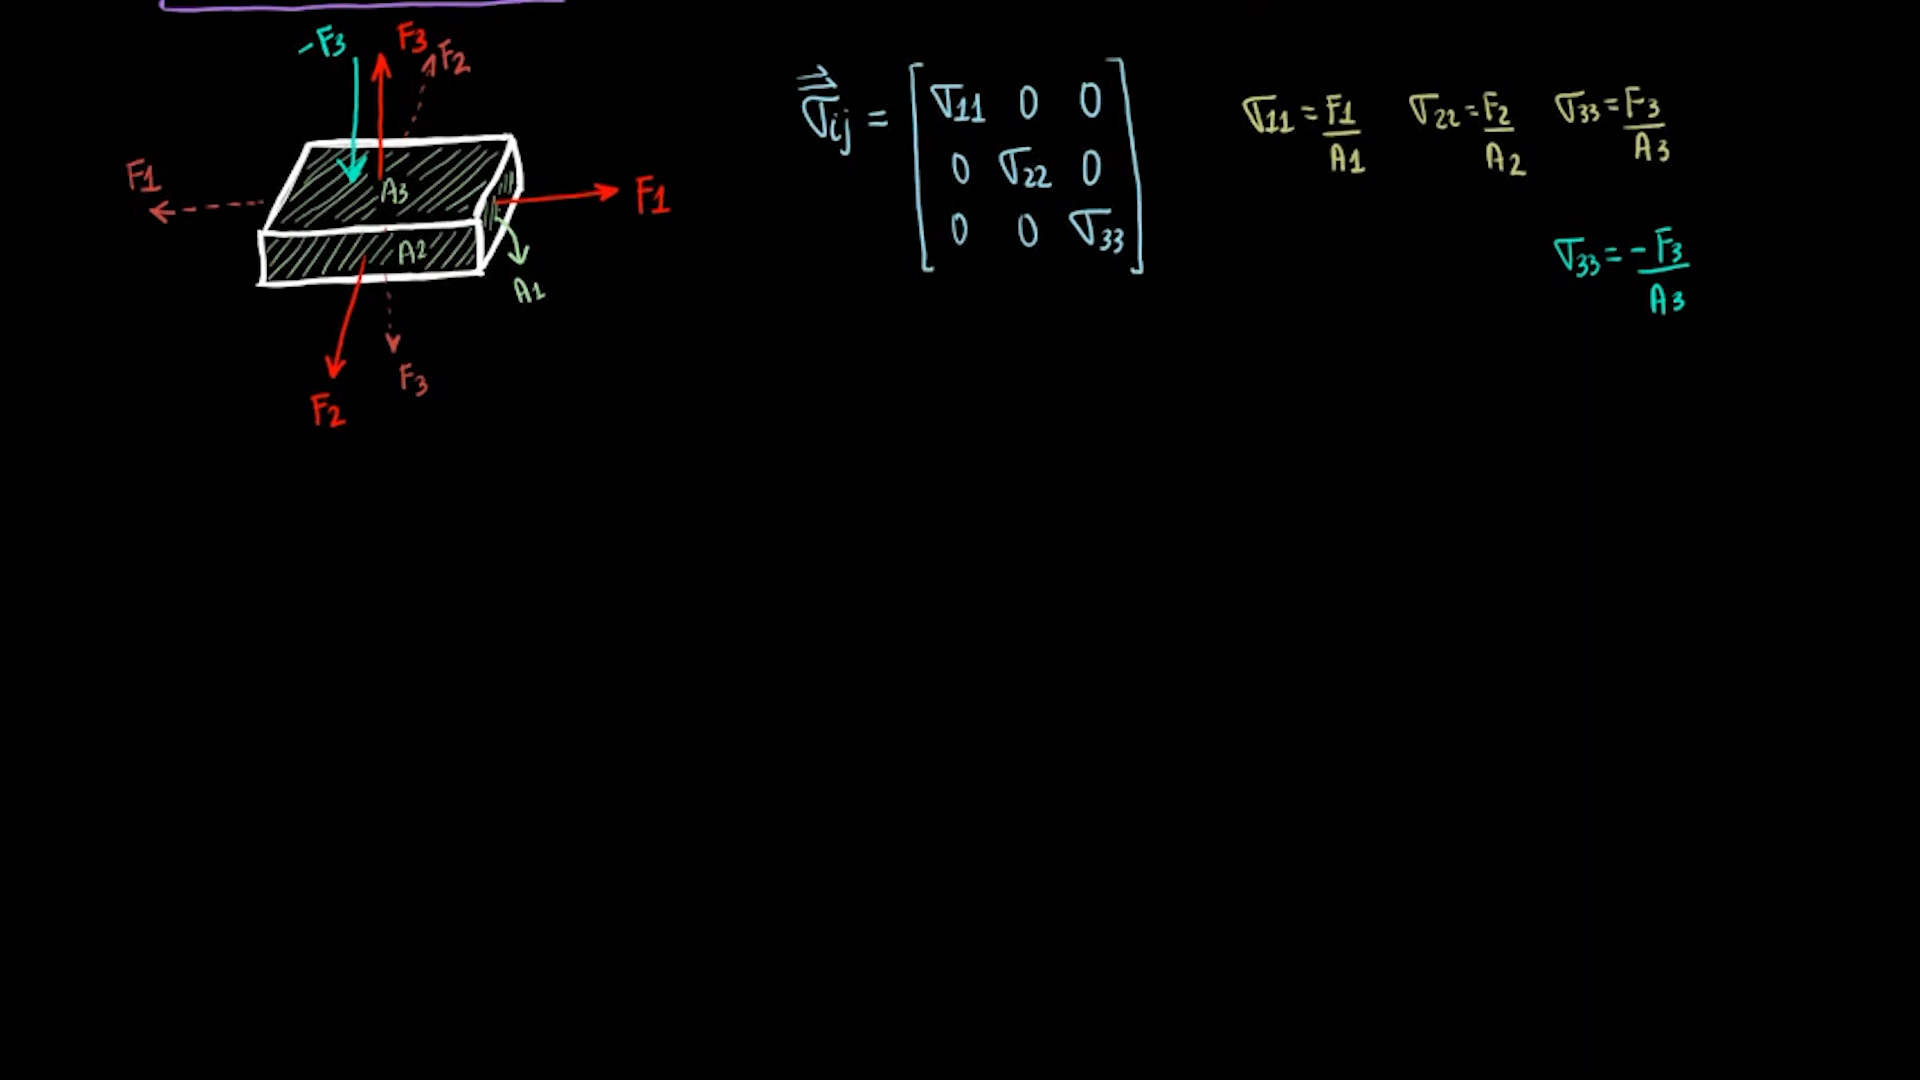 -F3 F3 F2
F1 A3 F1
A2
A1
F3
F2
σij = [σ11 0 0
0 σ22 0
0 0 σ33]
σ11 = F1/A1 σ22 = F2/A2 σ33 = F3/A3
σ33 = -F3/A3